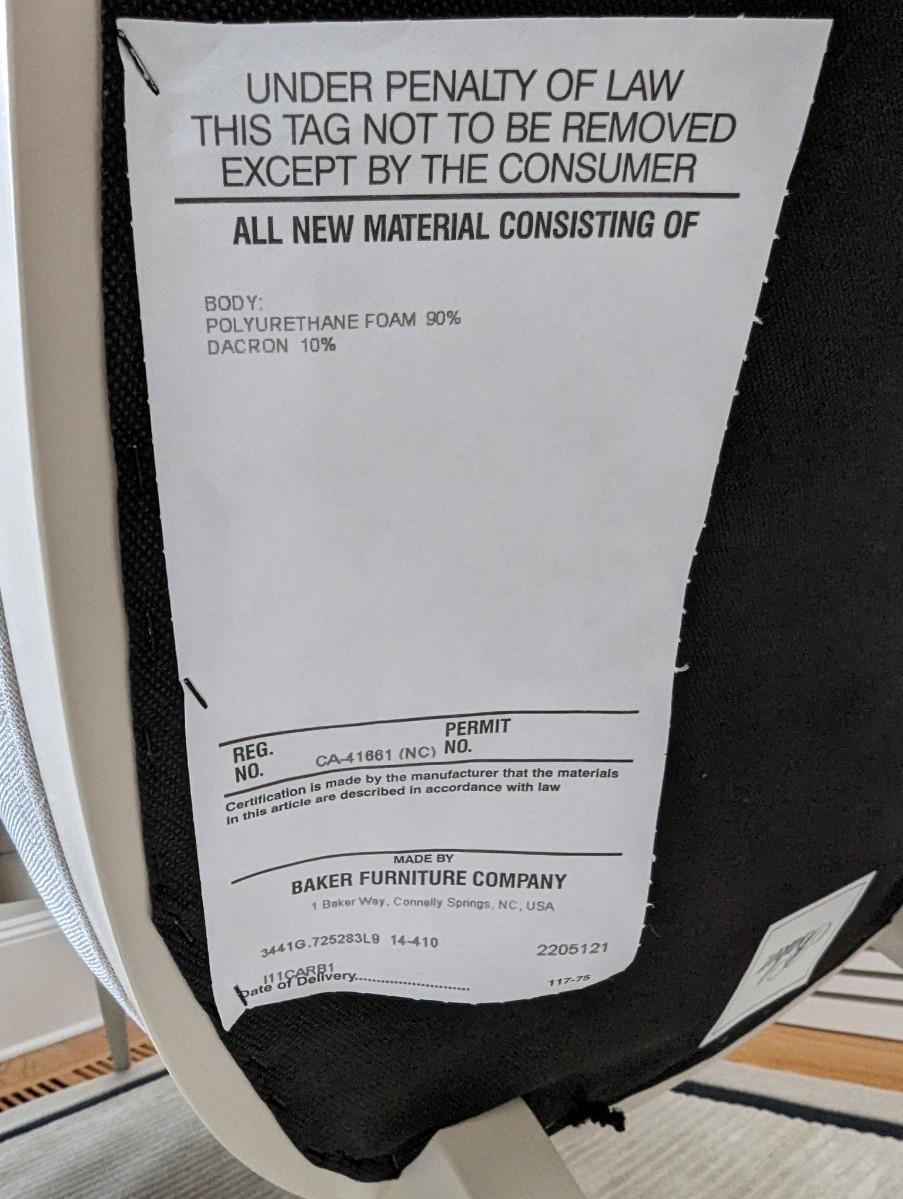 UNDER PENALTY OF LAW
THIS TAG NOT TO BE REMOVED
EXCEPT BY THE CONSUMER
ALL NEW MATERIAL CONSISTING OF
BODY:
POLYURETHANE FOAM 90%
DACRON 10%
REG. NO. CA-41661 (NC) PERMIT NO.
Certification is made by the manufacturer that the materials
in this article are described in accordance with law
MADE BY
BAKER FURNITURE COMPANY
1 Baker Way, Connelly Springs, NC, USA
3441G.725283L9 14-410 2205121
I11CARB1
Date of Delivery.............................. 117-75